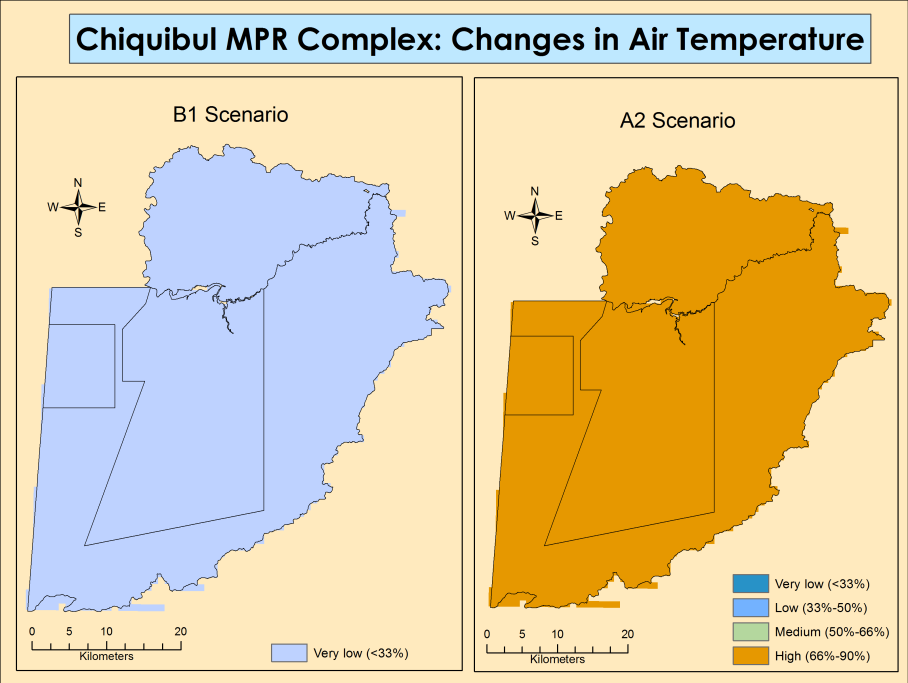 Chiquibul MPR Complex: Changes in Air Temperature
B1 Scenario
N
W E
S
0 5 10 20
Kilometers
Very low (<33%)
A2 Scenario
N
W E
S
0 5 10 20
Kilometers
Very low (<33%)
Low (33%-50%)
Medium (50%-66%)
High (66%-90%)